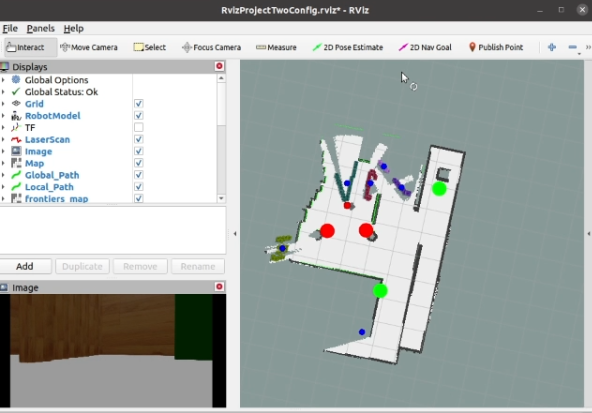 RvizProjectTwoConfig.rviz* - RViz
File Panels Help
Interact Move Camera Select Focus Camera Measure 2D Pose Estimate 2D Nav Goal Publish Point
Displays
Global Options
Global Status: Ok
Grid
RobotModel
TF
LaserScan
Image
Map
Global_Path
Local_Path
frontiers_map
Add Duplicate Remove Rename
Image